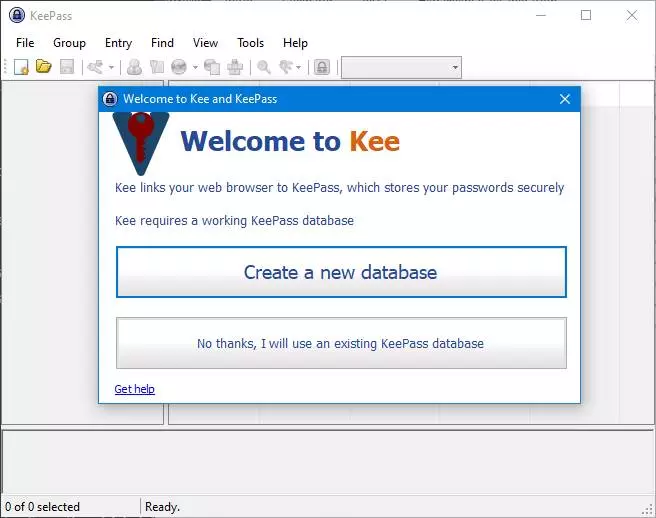 KeePass
File Group Entry Find View Tools Help
Welcome to Kee and KeePass
Welcome to Kee
Kee links your web browser to KeePass, which stores your passwords securely
Kee requires a working KeePass database
Create a new database
No thanks, I will use an existing KeePass database
Get help
0 of 0 selected Ready.